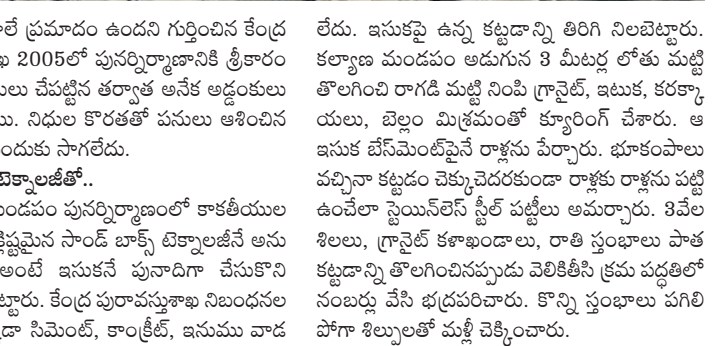 లే ప్రమాదం ఉందని గుర్తించిన కేంద్ర
2005లో పునర్నిర్మాణానికి శ్రీకారం
చేపట్టిన తర్వాత అనేక అడ్డంకులు
నిధుల కొరతతో పనులు ఆశించిన
ందుకు సాగలేదు.
టెక్నాలజీతో..
పునర్నిర్మాణంలో కాకతీయుల
సాండ్ బాక్స్ టెక్నాలజీనే అను
అంటే ఇసుకనే పునాదిగా చేసుకొని
ట్టారు. కేంద్ర పురావస్తుశాఖ నిబంధనల
డా సిమెంట్, కాంక్రీట్, ఇనుము వాడ
లేదు. ఇసుకపై ఉన్న కట్టడాన్ని తిరిగి నిలబెట్టారు.
కల్యాణ మండపం అడుగున 3 మీటర్ల లోతు మట్టి
తొలగించి రాగడి మట్టి నింపి గ్రానైట్, ఇటుక, కరక్కా
యలు, బెల్లం మిశ్రమంతో క్యూరింగ్ చేశారు. ఆ
ఇసుక బేస్‌మెంట్‌పైనే రాళ్లను పేర్చారు. భూకంపాలు
వచ్చినా కట్టడం చెక్కుచెదరకుండా రాళ్లకు రాళ్లను పట్టి
ఉంచేలా స్టెయిన్‌లెస్ స్టీల్ పట్టీలు అమర్చారు. 3వేల
శిలలు, గ్రానైట్ కళాఖండాలు, రాతి స్తంభాలు పాత
కట్టడాన్ని తొలగించినప్పుడు వెలికితీసి క్రమ పద్ధతిలో
నంబర్లు వేసి భద్రపరిచారు. కొన్ని స్తంభాలు పగిలి
పోగా శిల్పులతో మళ్లీ చెక్కించారు.